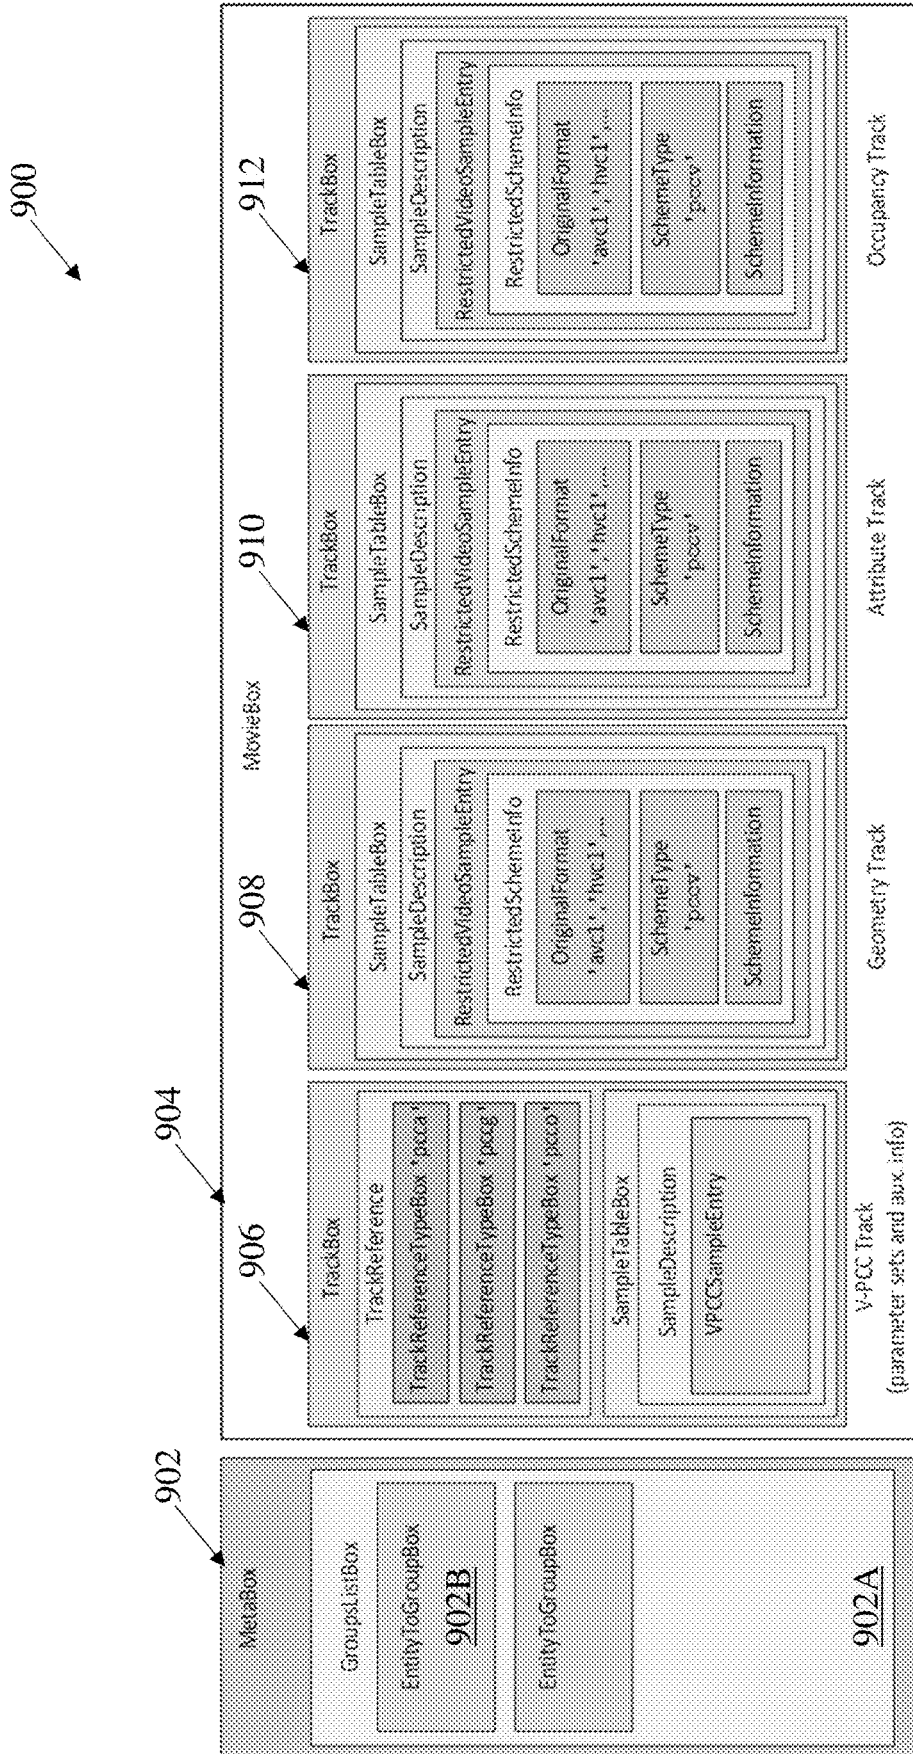 900
902
MetaBox
GroupsListBox
EntityToGroupBox
902B
EntityToGroupBox
902A
904
MovieBox
906
TrackBox
TrackReference
TrackReferenceTypeBox 'pcca'
TrackReferenceTypeBox 'pccg'
TrackReferenceTypeBox 'pcco'
SampleTableBox
SampleDescription
VPCCSampleEntry
V-PCC Track
(parameter sets and aux. info)
908
TrackBox
SampleTableBox
SampleDescription
RestrictedVideoSampleEntry
RestrictedSchemeInfo
OriginalFormat
'avc1' 'hvc1',...
SchemeType
'pccv'
SchemeInformation
Geometry Track
910
TrackBox
SampleTableBox
SampleDescription
RestrictedVideoSampleEntry
RestrictedSchemeInfo
OriginalFormat
'avc1'.'hvc1',...
SchemeType
'pccv'
SchemeInformation
Attribute Track
912
TrackBox
SampleTableBox
SampleDescription
RestrictedVideoSampleEntry
RestrictedSchemeInfo
OriginalFormat
'avc1' 'hvc1',...
SchemeType
'pccv'
SchemeInformation
Occupancy Track